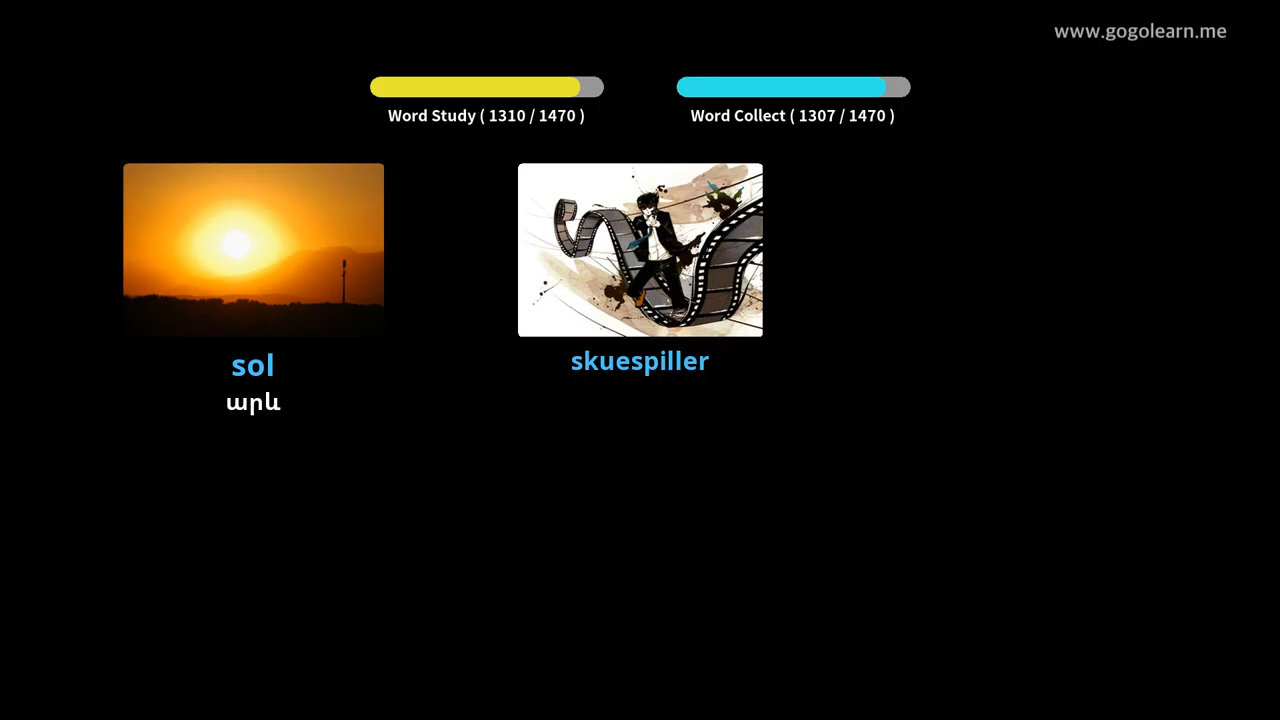 www.gogolearn.me
Word Study ( 1310 / 1470 )
Word Collect ( 1307 / 1470 )
sol
արև
skuespiller